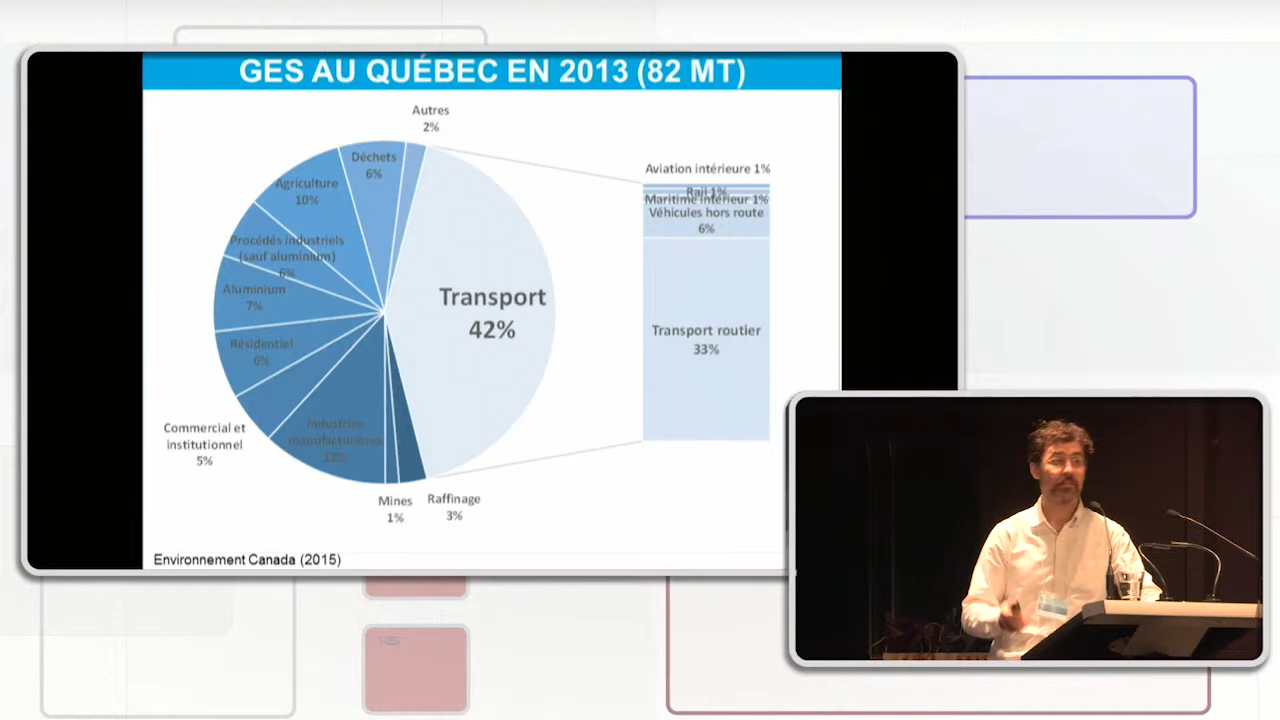 GES AU QUÉBEC EN 2013 (82 MT)
Autres
2%
Déchets
6%
Agriculture
10%
Procédés industriels
(sauf aluminium)
6%
Aluminium
7%
Résidentiel
6%
Commercial et
institutionnel
5%
Industries
manufacturières
12%
Mines
1%
Raffinage
3%
Transport
42%
Aviation intérieure 1%
Rail 1%
Maritime intérieur 1%
Véhicules hors route
6%
Transport routier
33%
Environnement Canada (2015)